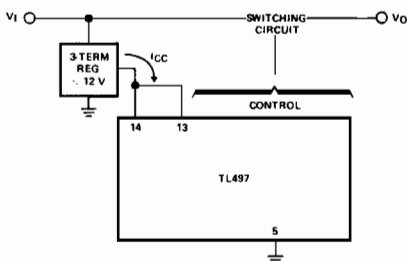 VI
SWITCHING
CIRCUIT
VO
3-TERM
REG
12 V
ICC
CONTROL
14
13
TL497
5